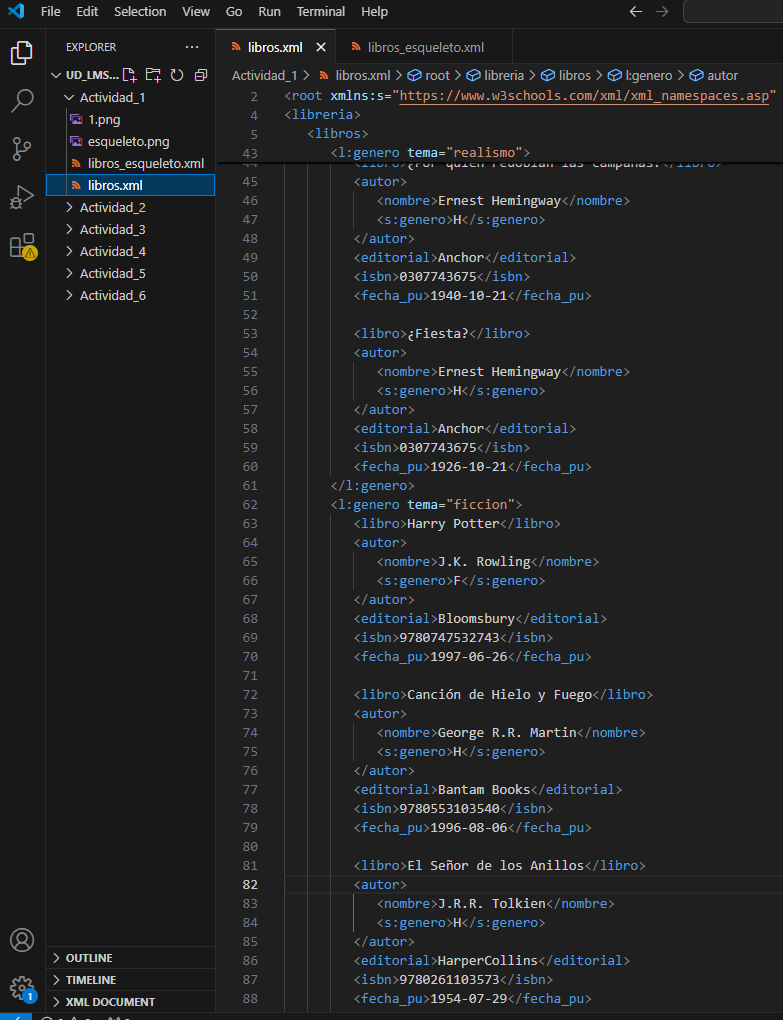 File Edit Selection View Go Run Terminal Help
EXPLORER
libros.xml
libros_esqueleto.xml
UD_LMS...
Actividad_1 > libros.xml > root > libreria > libros > l:genero > autor
Actividad_1
1.png
esqueleto.png
libros_esqueleto.xml
libros.xml
Actividad_2
Actividad_3
Actividad_4
Actividad_5
Actividad_6
OUTLINE
TIMELINE
XML DOCUMENT
1
2 <root xmlns:s="https://www.w3schools.com/xml/xml_namespaces.asp"
4 <libreria>
5 <libros>
43 <l:genero tema="realismo">
44 <libro>¿Por quien redoblan las campanas?</libro>
45 <autor>
46 <nombre>Ernest Hemingway</nombre>
47 <s:genero>H</s:genero>
48 </autor>
49 <editorial>Anchor</editorial>
50 <isbn>0307743675</isbn>
51 <fecha_pu>1940-10-21</fecha_pu>
52
53 <libro>¿Fiesta?</libro>
54 <autor>
55 <nombre>Ernest Hemingway</nombre>
56 <s:genero>H</s:genero>
57 </autor>
58 <editorial>Anchor</editorial>
59 <isbn>0307743675</isbn>
60 <fecha_pu>1926-10-21</fecha_pu>
61 </l:genero>
62 <l:genero tema="ficcion">
63 <libro>Harry Potter</libro>
64 <autor>
65 <nombre>J.K. Rowling</nombre>
66 <s:genero>F</s:genero>
67 </autor>
68 <editorial>Bloomsbury</editorial>
69 <isbn>9780747532743</isbn>
70 <fecha_pu>1997-06-26</fecha_pu>
71
72 <libro>Canción de Hielo y Fuego</libro>
73 <autor>
74 <nombre>George R.R. Martin</nombre>
75 <s:genero>H</s:genero>
76 </autor>
77 <editorial>Bantam Books</editorial>
78 <isbn>9780553103540</isbn>
79 <fecha_pu>1996-08-06</fecha_pu>
80
81 <libro>El Señor de los Anillos</libro>
82 <autor>
83 <nombre>J.R.R. Tolkien</nombre>
84 <s:genero>H</s:genero>
85 </autor>
86 <editorial>HarperCollins</editorial>
87 <isbn>9780261103573</isbn>
88 <fecha_pu>1954-07-29</fecha_pu>